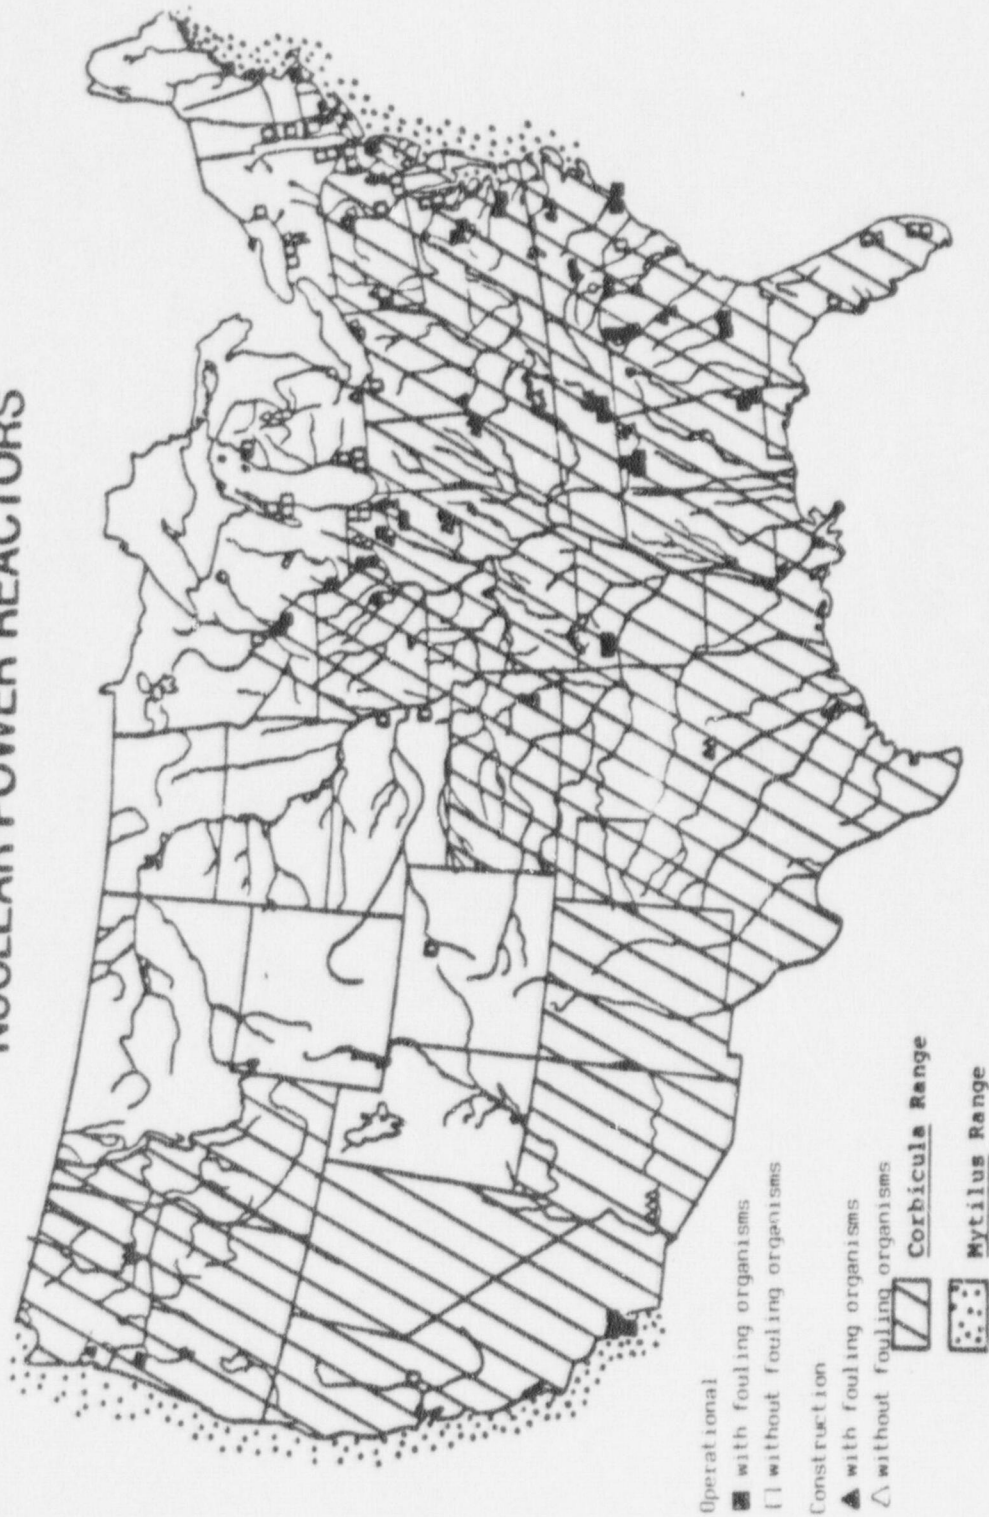 NUCLEAR POWER REACTORS
Operational
with fouling organisms
without fouling organisms
Construction
with fouling organisms
without fouling organisms
Corbicula Range
Mytilus Range